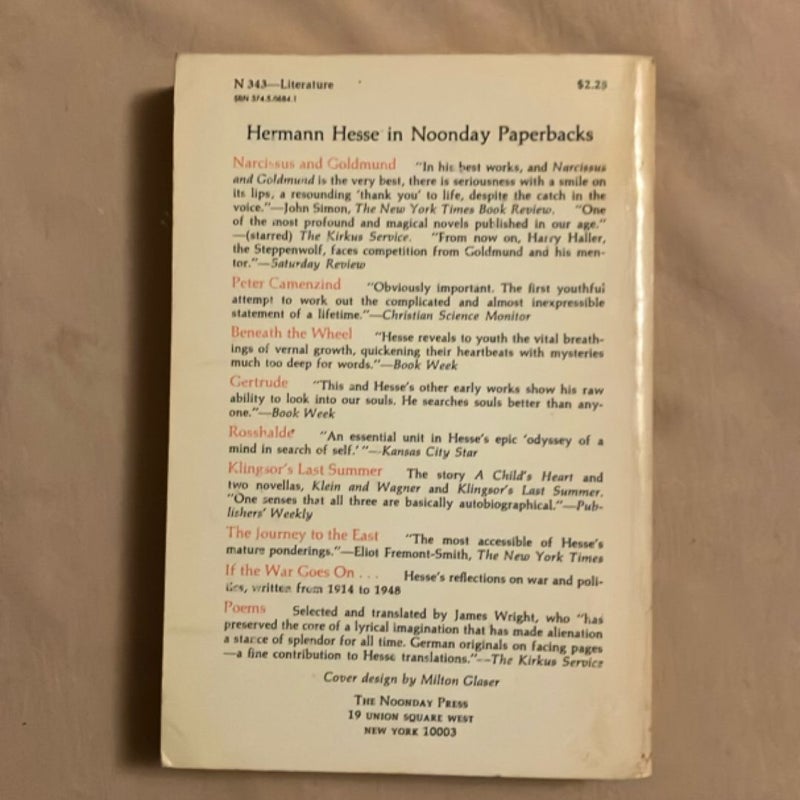 N 343—Literature $2.25
SBN 374.5.0684.1
Hermann Hesse in Noonday Paperbacks
Narcissus and Goldmund "In his best works, and Narcissus
and Goldmund is the very best, there is seriousness with a smile on
its lips, a resounding 'thank you' to life, despite the catch in the
voice."—John Simon, The New York Times Book Review. "One
of the most profound and magical novels published in our age."
—(starred) The Kirkus Service. "From now on, Harry Haller,
the Steppenwolf, faces competition from Goldmund and his men-
tor."—Saturday Review
Peter Camenzind "Obviously important. The first youthful
attempt to work out the complicated and almost inexpressible
statement of a lifetime."—Christian Science Monitor
Beneath the Wheel "Hesse reveals to youth the vital breath-
ings of vernal growth, quickening their heartbeats with mysteries
much too deep for words."—Book Week
Gertrude "This and Hesse's other early works show his raw
ability to look into our souls. He searches souls better than any-
one."—Book Week
Rosshalde "An essential unit in Hesse's epic 'odyssey of a
mind in search of self.' "—Kansas City Star
Klingsor's Last Summer The story A Child's Heart and
two novellas, Klein and Wagner and Klingsor's Last Summer.
"One senses that all three are basically autobiographical."—Pub-
lishers' Weekly
The Journey to the East "The most accessible of Hesse's
mature ponderings."—Eliot Fremont-Smith, The New York Times
If the War Goes On . . . Hesse's reflections on war and poli-
tics, written from 1914 to 1948
Poems Selected and translated by James Wright, who "has
preserved the core of a lyrical imagination that has made alienation
a stance of splendor for all time. German originals on facing pages
—a fine contribution to Hesse translations."—The Kirkus Service
Cover design by Milton Glaser
THE NOONDAY PRESS
19 UNION SQUARE WEST
NEW YORK 10003